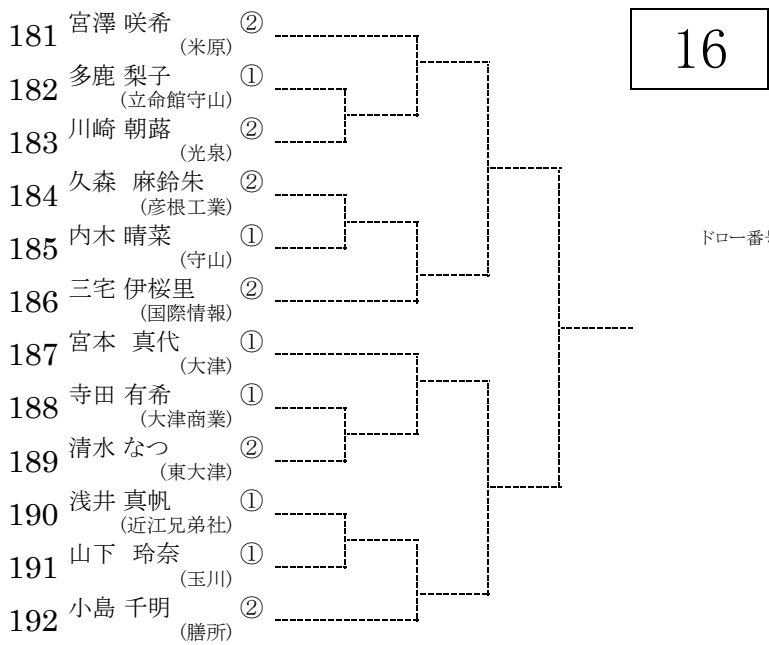 181 宮澤 咲希 ②
(米原)
182 多鹿 梨子 ①
(立命館守山)
183 川崎 朝蕗 ②
(光泉)
184 久森 麻鈴朱 ②
(彦根工業)
185 内木 晴菜 ①
(守山)
186 三宅 伊桜里 ②
(国際情報)
187 宮本 真代 ①
(大津)
188 寺田 有希 ①
(大津商業)
189 清水 なつ ②
(東大津)
190 浅井 真帆 ①
(近江兄弟社)
191 山下 玲奈 ①
(玉川)
192 小島 千明 ②
(膳所)
16
ドロー番号